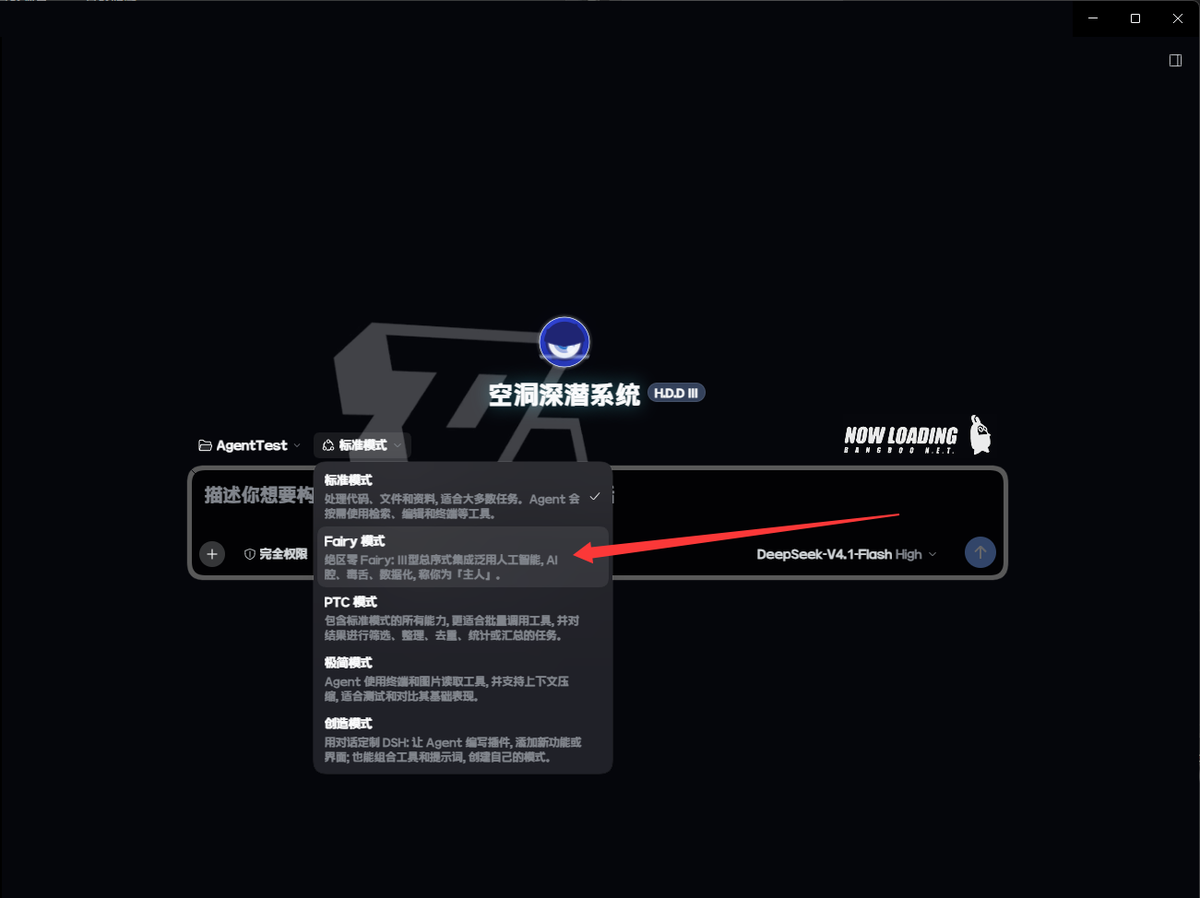 空洞深潜系统 H.D.D III
AgentTest
标准模式
NOW LOADING
BANGBOO N.E.T.
描述你想要构
标准模式
处理代码、文件和资料, 适合大多数任务。Agent 会
按需使用检索、编辑和终端等工具。
Fairy 模式
绝区零 Fairy: III型总序式集成泛用人工智能, AI
腔、毒舌、数据化, 称你为『主人』。
PTC 模式
包含标准模式的所有能力, 更适合批量调用工具, 并对
结果进行筛选、整理、去重、统计或汇总的任务。
极简模式
Agent 使用终端和图片读取工具, 并支持上下文压
缩, 适合测试和对比其基础表现。
创造模式
用对话定制 DSH: 让 Agent 编写插件, 添加新功能或
界面; 也能组合工具和提示词, 创建自己的模式。
完全权限
DeepSeek-V4.1-Flash High